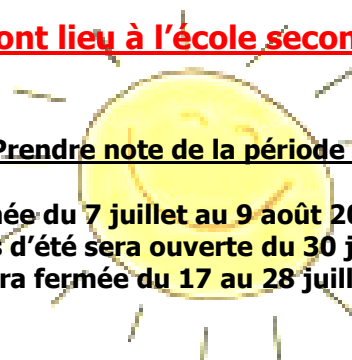 ont lieu à l'école secon
Prendre note de la période
ée du 7 juillet au 9 août 20
d'été sera ouverte du 30 j
ra fermée du 17 au 28 juill